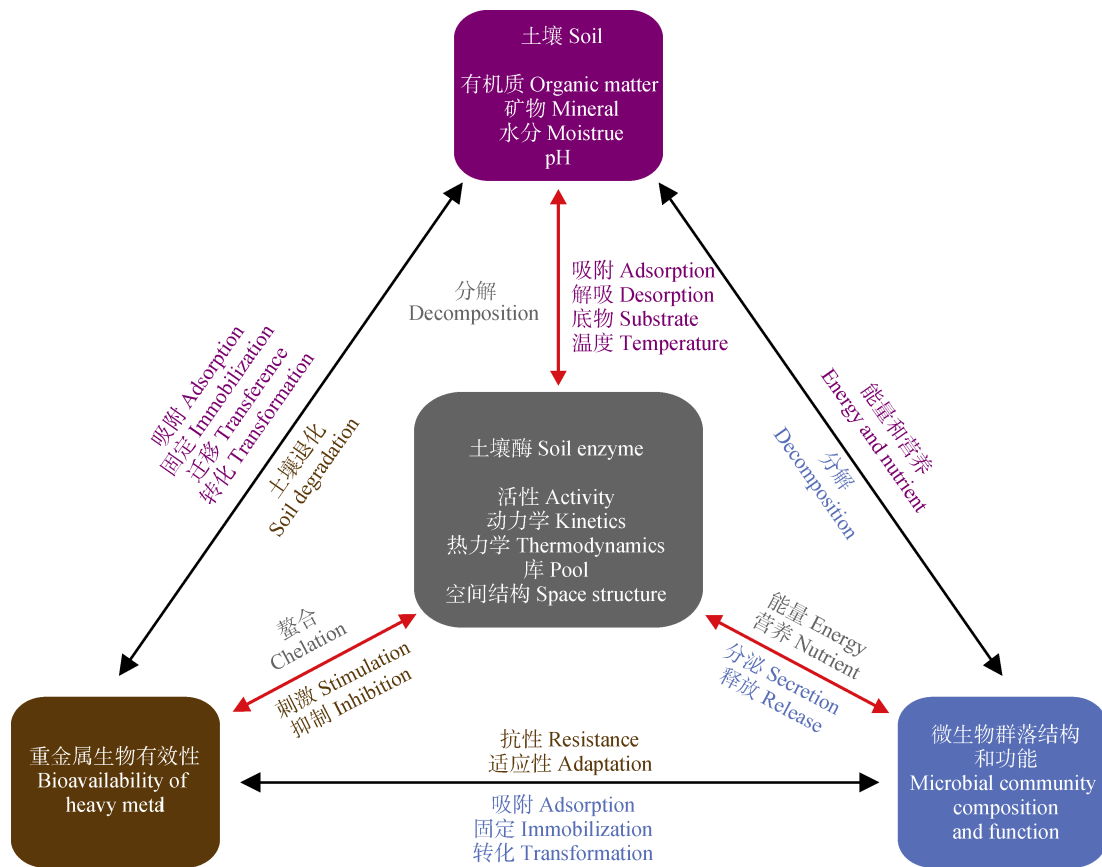 土壤 Soil
有机质 Organic matter
矿物 Mineral
水分 Moistrue
pH
分解
Decomposition
吸附 Adsorption
解吸 Desorption
底物 Substrate
温度 Temperature
吸附 Adsorption
固定 Immobilization
迁移 Transference
转化 Transformation
土壤退化
Soil degradation
能量和营养
Energy and nutrient
分解
Decomposition
土壤酶 Soil enzyme
活性 Activity
动力学 Kinetics
热力学 Thermodynamics
库 Pool
空间结构 Space structure
螯合
Chelation
刺激 Stimulation
抑制 Inhibition
能量 Energy
营养 Nutrient
分泌 Secretion
释放 Release
重金属生物有效性
Bioavailability of
heavy metal
抗性 Resistance
适应性 Adaptation
吸附 Adsorption
固定 Immobilization
转化 Transformation
微生物群落结构
和功能
Microbial community
composition
and function